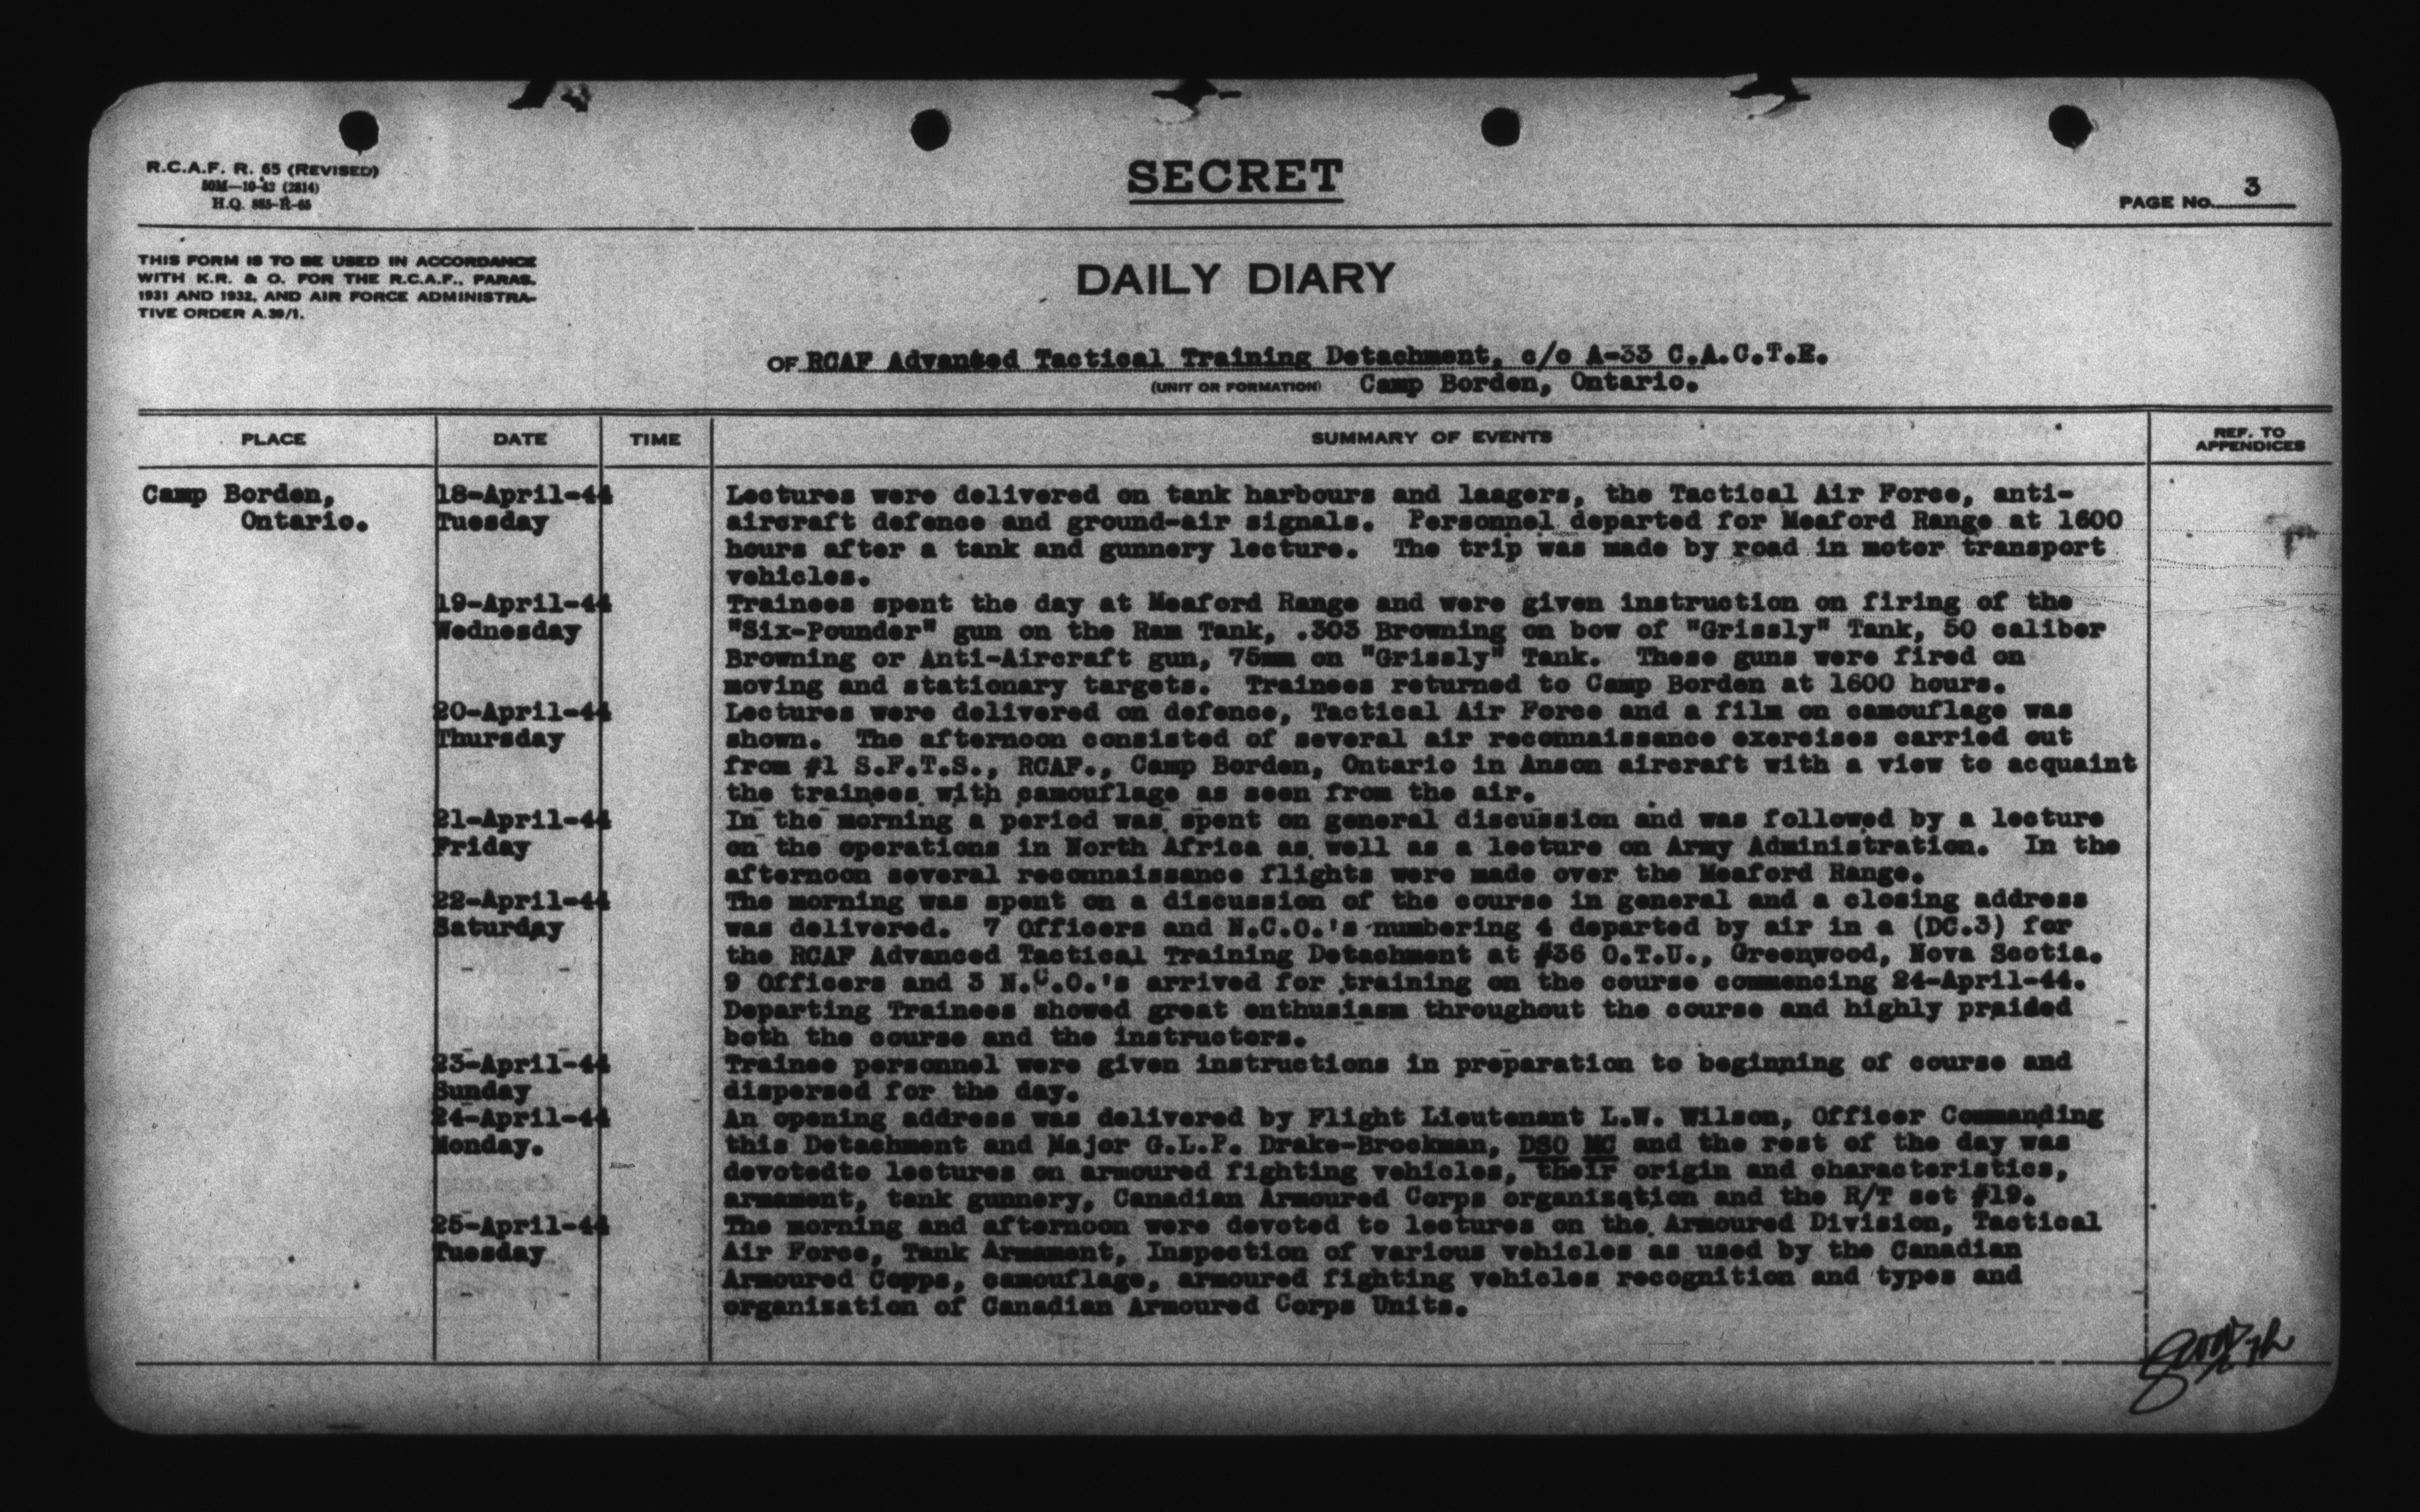 R.C.A.F. R. 65 (REVISED)
50M—10-42 (2814)
H.Q. 885-R-65
SECRET
PAGE No. 3
THIS FORM IS TO BE USED IN ACCORDANCE
WITH K.R. & O. FOR THE R.C.A.F., PARAS.
1931 AND 1932, AND AIR FORCE ADMINISTRA-
TIVE ORDER A.39/1.
DAILY DIARY
OF RCAF Advanced Tactical Training Detachment, c/o A-33 C.A.C.T.E.
(UNIT OR FORMATION) Camp Borden, Ontario.
PLACE DATE TIME SUMMARY OF EVENTS REF. TO APPENDICES
Camp Borden, 18-April-44 Lectures were delivered on tank harbours and laagers, the Tactical Air Force, anti-
Ontario. Tuesday aircraft defence and ground-air signals. Personnel departed for Meaford Range at 1600
hours after a tank and gunnery lecture. The trip was made by road in motor transport
vehicles.
19-April-44 Trainees spent the day at Meaford Range and were given instruction on firing of the
Wednesday "Six-Pounder" gun on the Ram Tank, .303 Browning on bow of "Grissly" Tank, 50 caliber
Browning or Anti-Aircraft gun, 75mm on "Grissly" Tank. These guns were fired on
moving and stationary targets. Trainees returned to Camp Borden at 1600 hours.
20-April-44 Lectures were delivered on defence, Tactical Air Force and a film on camouflage was
Thursday shown. The afternoon consisted of several air reconnaissance exercises carried out
from #1 S.F.T.S., RCAF., Camp Borden, Ontario in Anson aircraft with a view to acquaint
the trainees with camouflage as seen from the air.
21-April-44 In the morning a period was spent on general discussion and was followed by a lecture
Friday on the operations in North Africa as well as a lecture on Army Administration. In the
afternoon several reconnaissance flights were made over the Meaford Range.
22-April-44 The morning was spent on a discussion of the course in general and a closing address
Saturday was delivered. 7 Officers and N.C.O.'s numbering 4 departed by air in a (DC.3) for
the RCAF Advanced Tactical Training Detachment at #36 O.T.U., Greenwood, Nova Scotia.
9 Officers and 3 N.C.O.'s arrived for training on the course commencing 24-April-44.
Departing Trainees showed great enthusiasm throughout the course and highly praided
both the course and the instructors.
23-April-44 Trainee personnel were given instructions in preparation to beginning of course and
Sunday dispersed for the day.
24-April-44 An opening address was delivered by Flight Lieutenant L.W. Wilson, Officer Commanding
Monday. this Detachment and Major G.L.P. Drake-Brockman, DSO MC and the rest of the day was
devotedto lectures on armoured fighting vehicles, their origin and characteristics,
armament, tank gunnery, Canadian Armoured Corps organization and the R/T set #19.
25-April-44 The morning and afternoon were devoted to lectures on the Armoured Division, Tactical
Tuesday Air Force, Tank Armament, Inspection of various vehicles as used by the Canadian
Armoured Copps, camouflage, armoured fighting vehicles recognition and types and
organization of Canadian Armoured Corps Units.